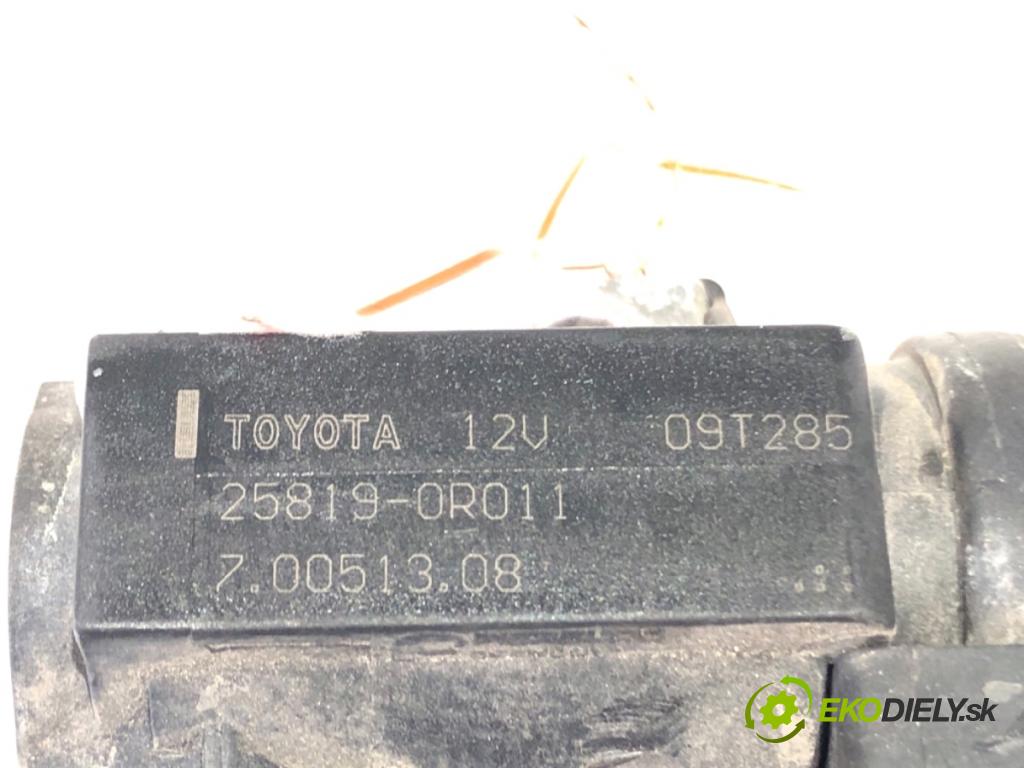 TOYOTA 12V 09T285
25819-0R011
7.00513.08
EKODIELY.sk